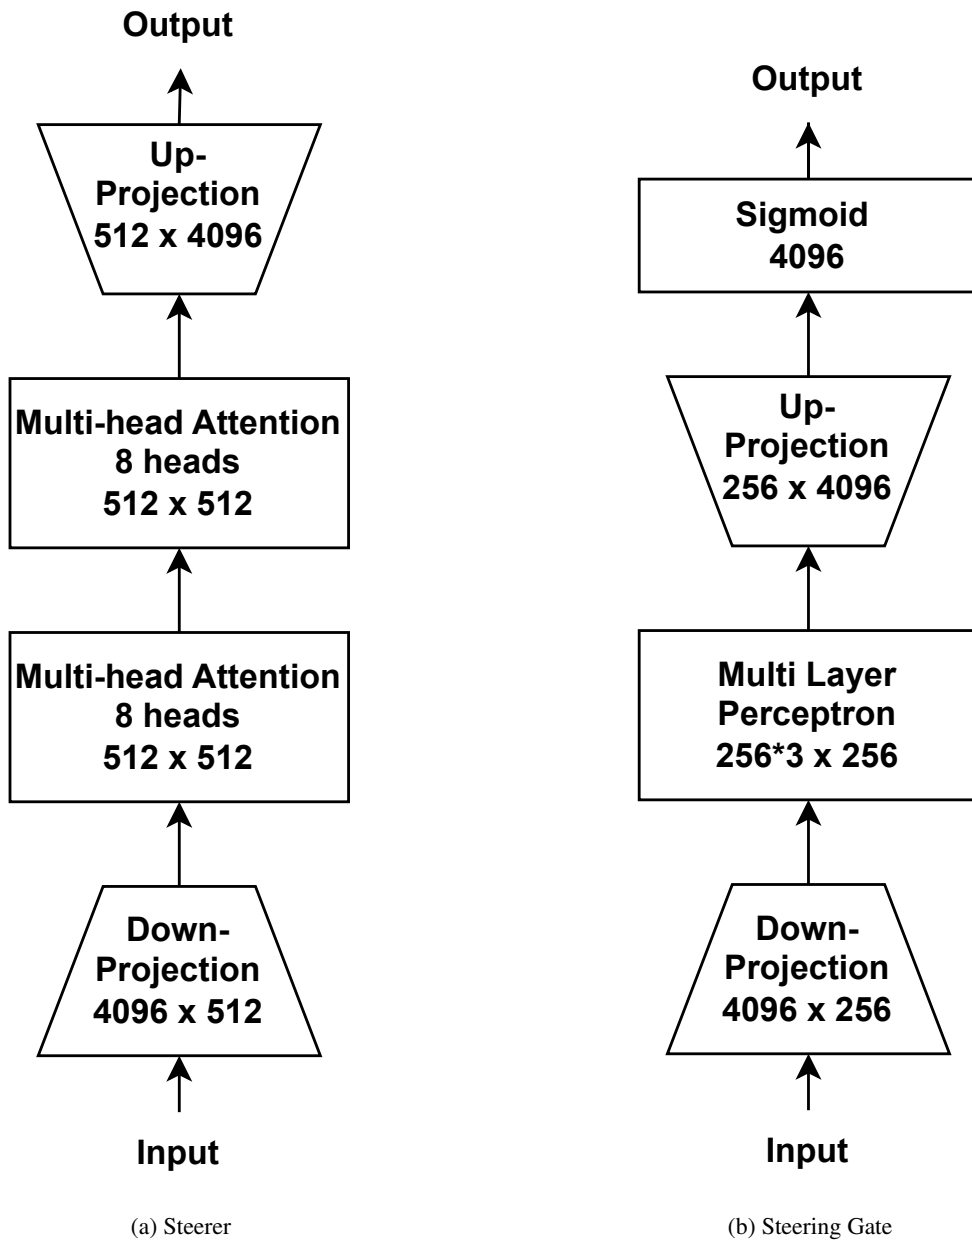 Output
Up-
Projection
512 x 4096
Multi-head Attention
8 heads
512 x 512
Multi-head Attention
8 heads
512 x 512
Down-
Projection
4096 x 512
Input
(a) Steerer
Output
Sigmoid
4096
Up-
Projection
256 x 4096
Multi Layer
Perceptron
256*3 x 256
Down-
Projection
4096 x 256
Input
(b) Steering Gate